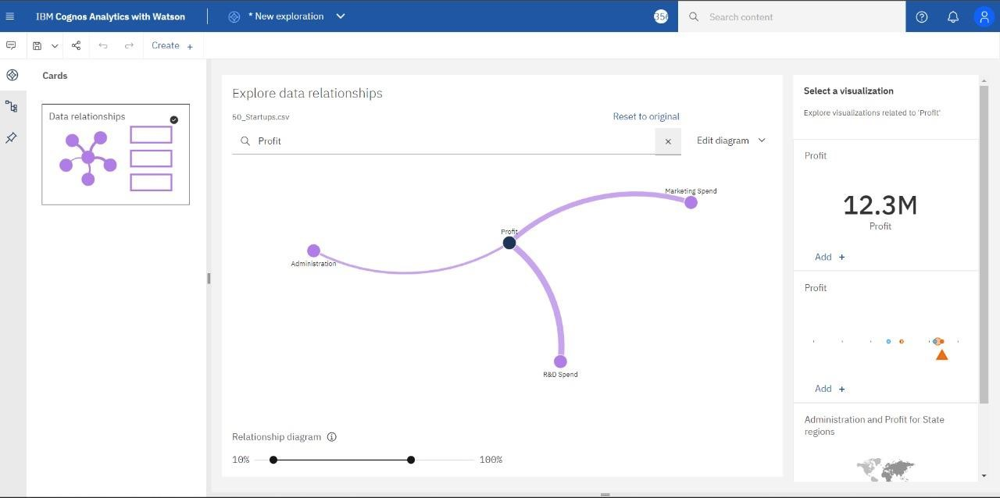 IBM Cognos Analytics with Watson
* New exploration
Search content
Create +
Cards
Data relationships
Explore data relationships
50_Startups.csv
Reset to original
Profit
Edit diagram
Marketing Spend
Profit
Administration
R&D Spend
Relationship diagram
10%
100%
Select a visualization
Explore visualizations related to 'Profit'
Profit
12.3M
Profit
Add +
Profit
Add +
Administration and Profit for State
regions